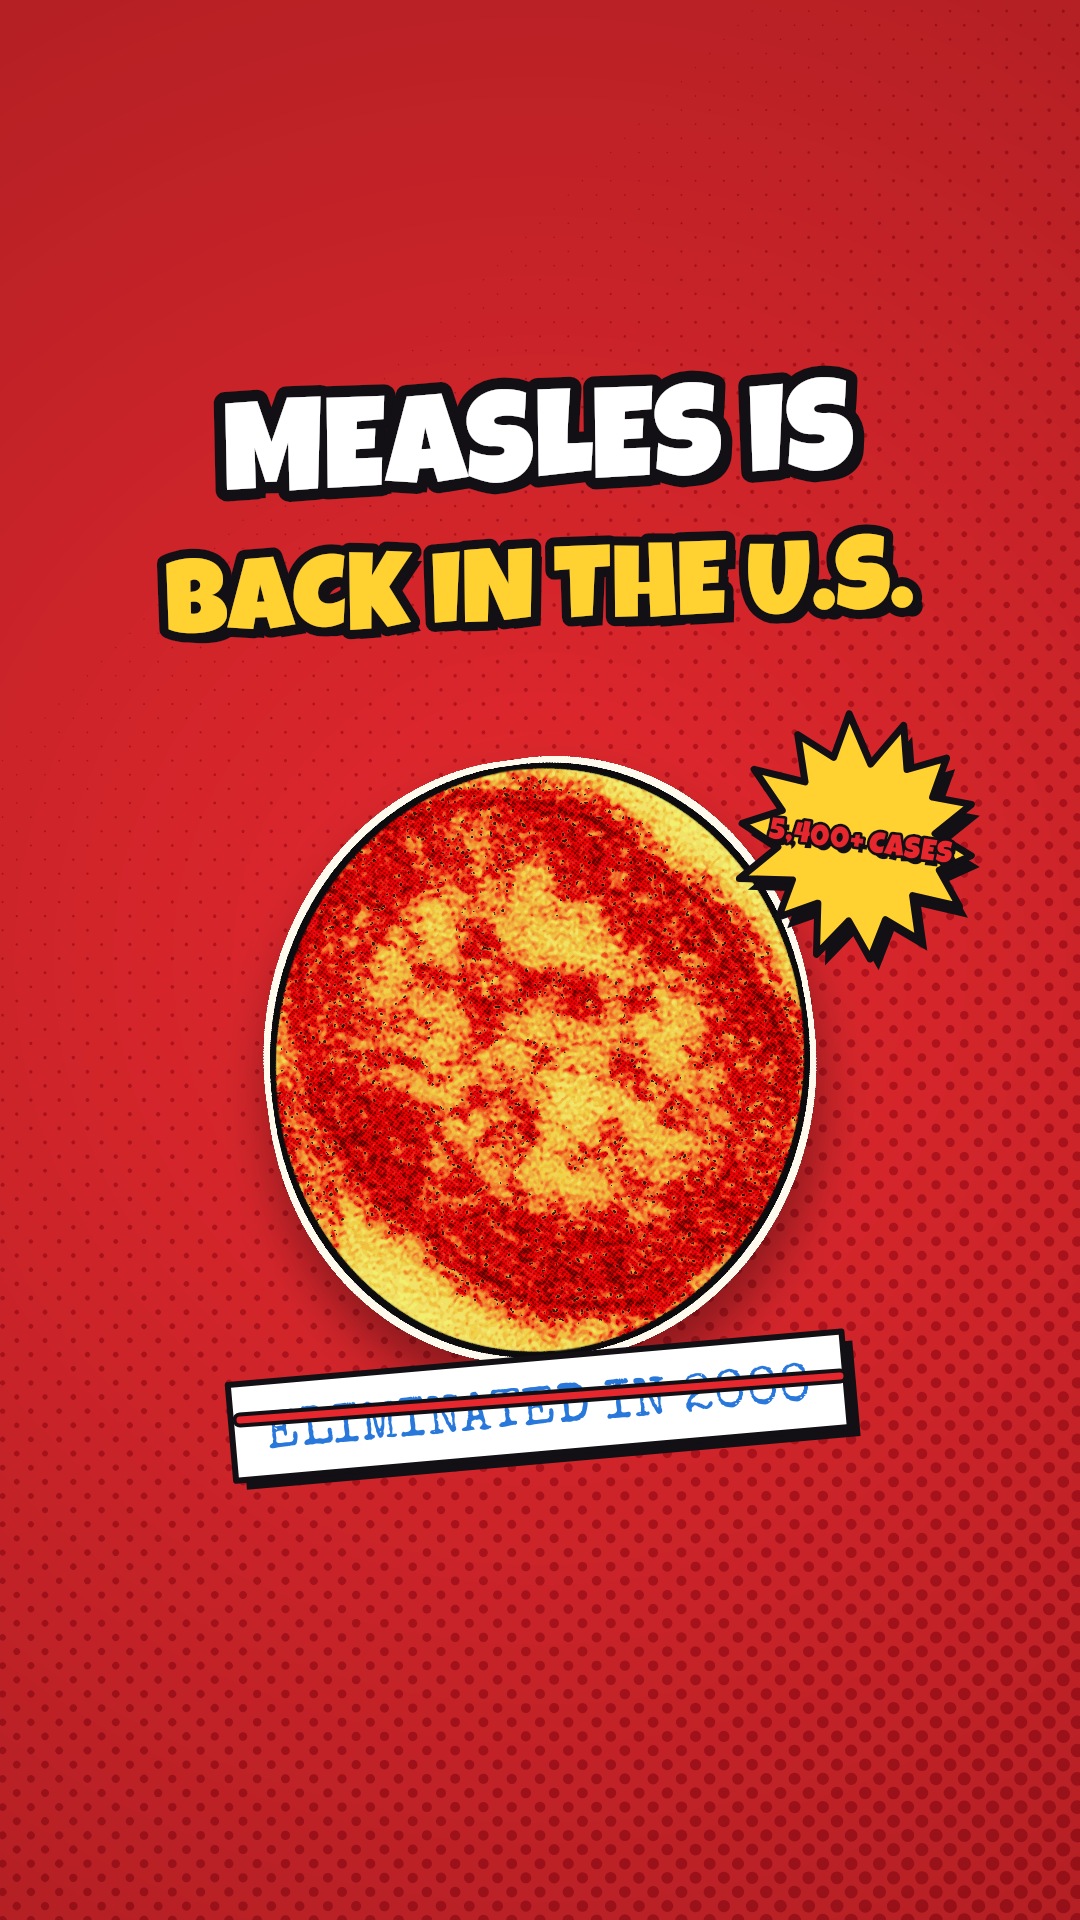 MEASLES IS
BACK IN THE U.S.
5,400+ CASES
ELIMINATED IN 2000